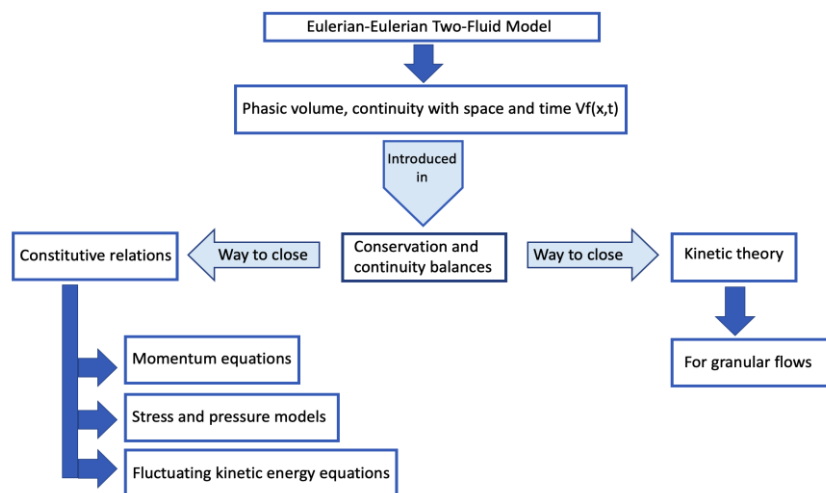 Eulerian-Eulerian Two-Fluid Model
Phasic volume, continuity with space and time Vf(x,t)
Introduced
in
Constitutive relations
Way to close
Conservation and
continuity balances
Way to close
Kinetic theory
Momentum equations
Stress and pressure models
Fluctuating kinetic energy equations
For granular flows